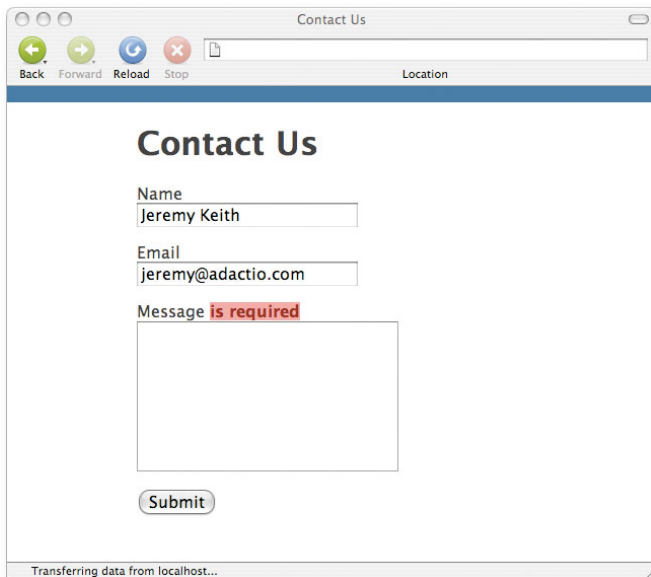 Contact Us
Back Forward Reload Stop Location
Contact Us
Name
Jeremy Keith
Email
jeremy@adactio.com
Message is required
Submit
Transferring data from localhost...